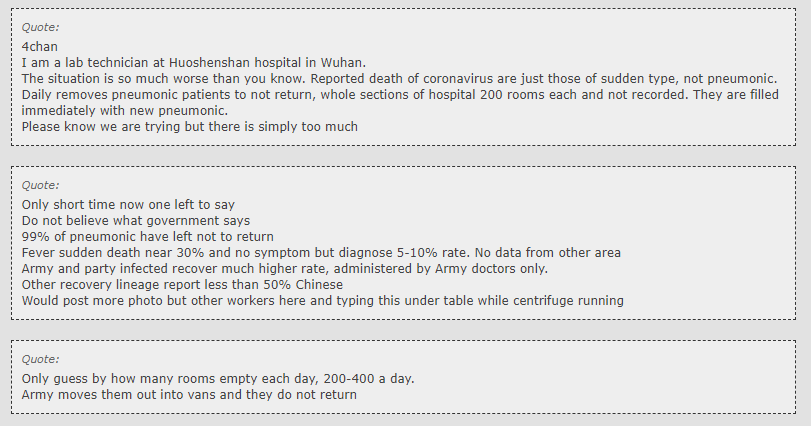 Quote:
4chan
I am a lab technician at Huoshenshan hospital in Wuhan.
The situation is so much worse than you know. Reported death of coronavirus are just those of sudden type, not pneumonic.
Daily removes pneumonic patients to not return, whole sections of hospital 200 rooms each and not recorded. They are filled
immediately with new pneumonic.
Please know we are trying but there is simply too much
Quote:
Only short time now one left to say
Do not believe what government says
99% of pneumonic have left not to return
Fever sudden death near 30% and no symptom but diagnose 5-10% rate. No data from other area
Army and party infected recover much higher rate, administered by Army doctors only.
Other recovery lineage report less than 50% Chinese
Would post more photo but other workers here and typing this under table while centrifuge running
Quote:
Only guess by how many rooms empty each day, 200-400 a day.
Army moves them out into vans and they do not return